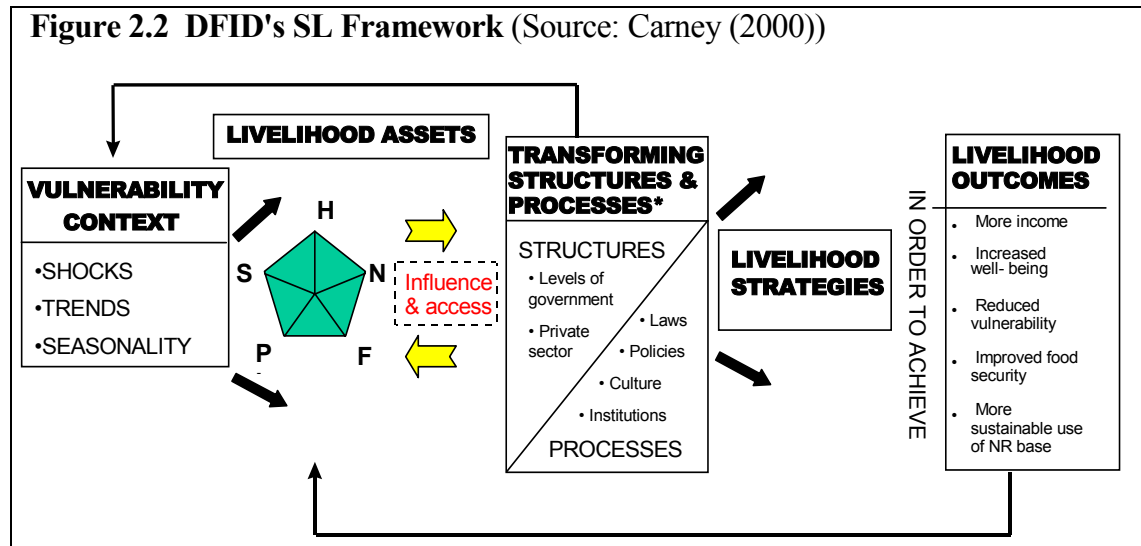 Figure 2.2 DFID's SL Framework (Source: Carney (2000))
LIVELIHOOD ASSETS
VULNERABILITY
CONTEXT
•SHOCKS
•TRENDS
•SEASONALITY
H
S
N
P
F
Influence
& access
TRANSFORMING
STRUCTURES &
PROCESSES*
STRUCTURES
• Levels of
government
• Private
sector
• Laws
• Policies
• Culture
• Institutions
PROCESSES
LIVELIHOOD
STRATEGIES
IN ORDER TO ACHIEVE
LIVELIHOOD
OUTCOMES
• More income
• Increased
well- being
• Reduced
vulnerability
• Improved food
security
• More
sustainable use
of NR base